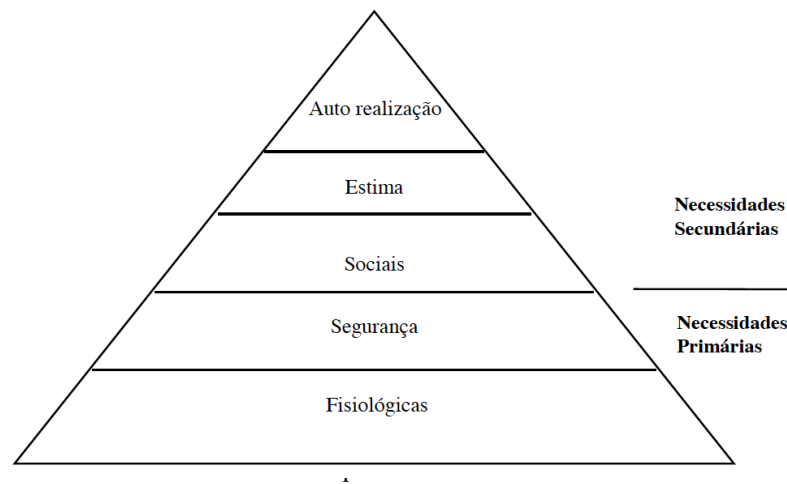 Auto realização
Estima
Necessidades
Secundárias
Sociais
Segurança
Necessidades
Primárias
Fisiológicas